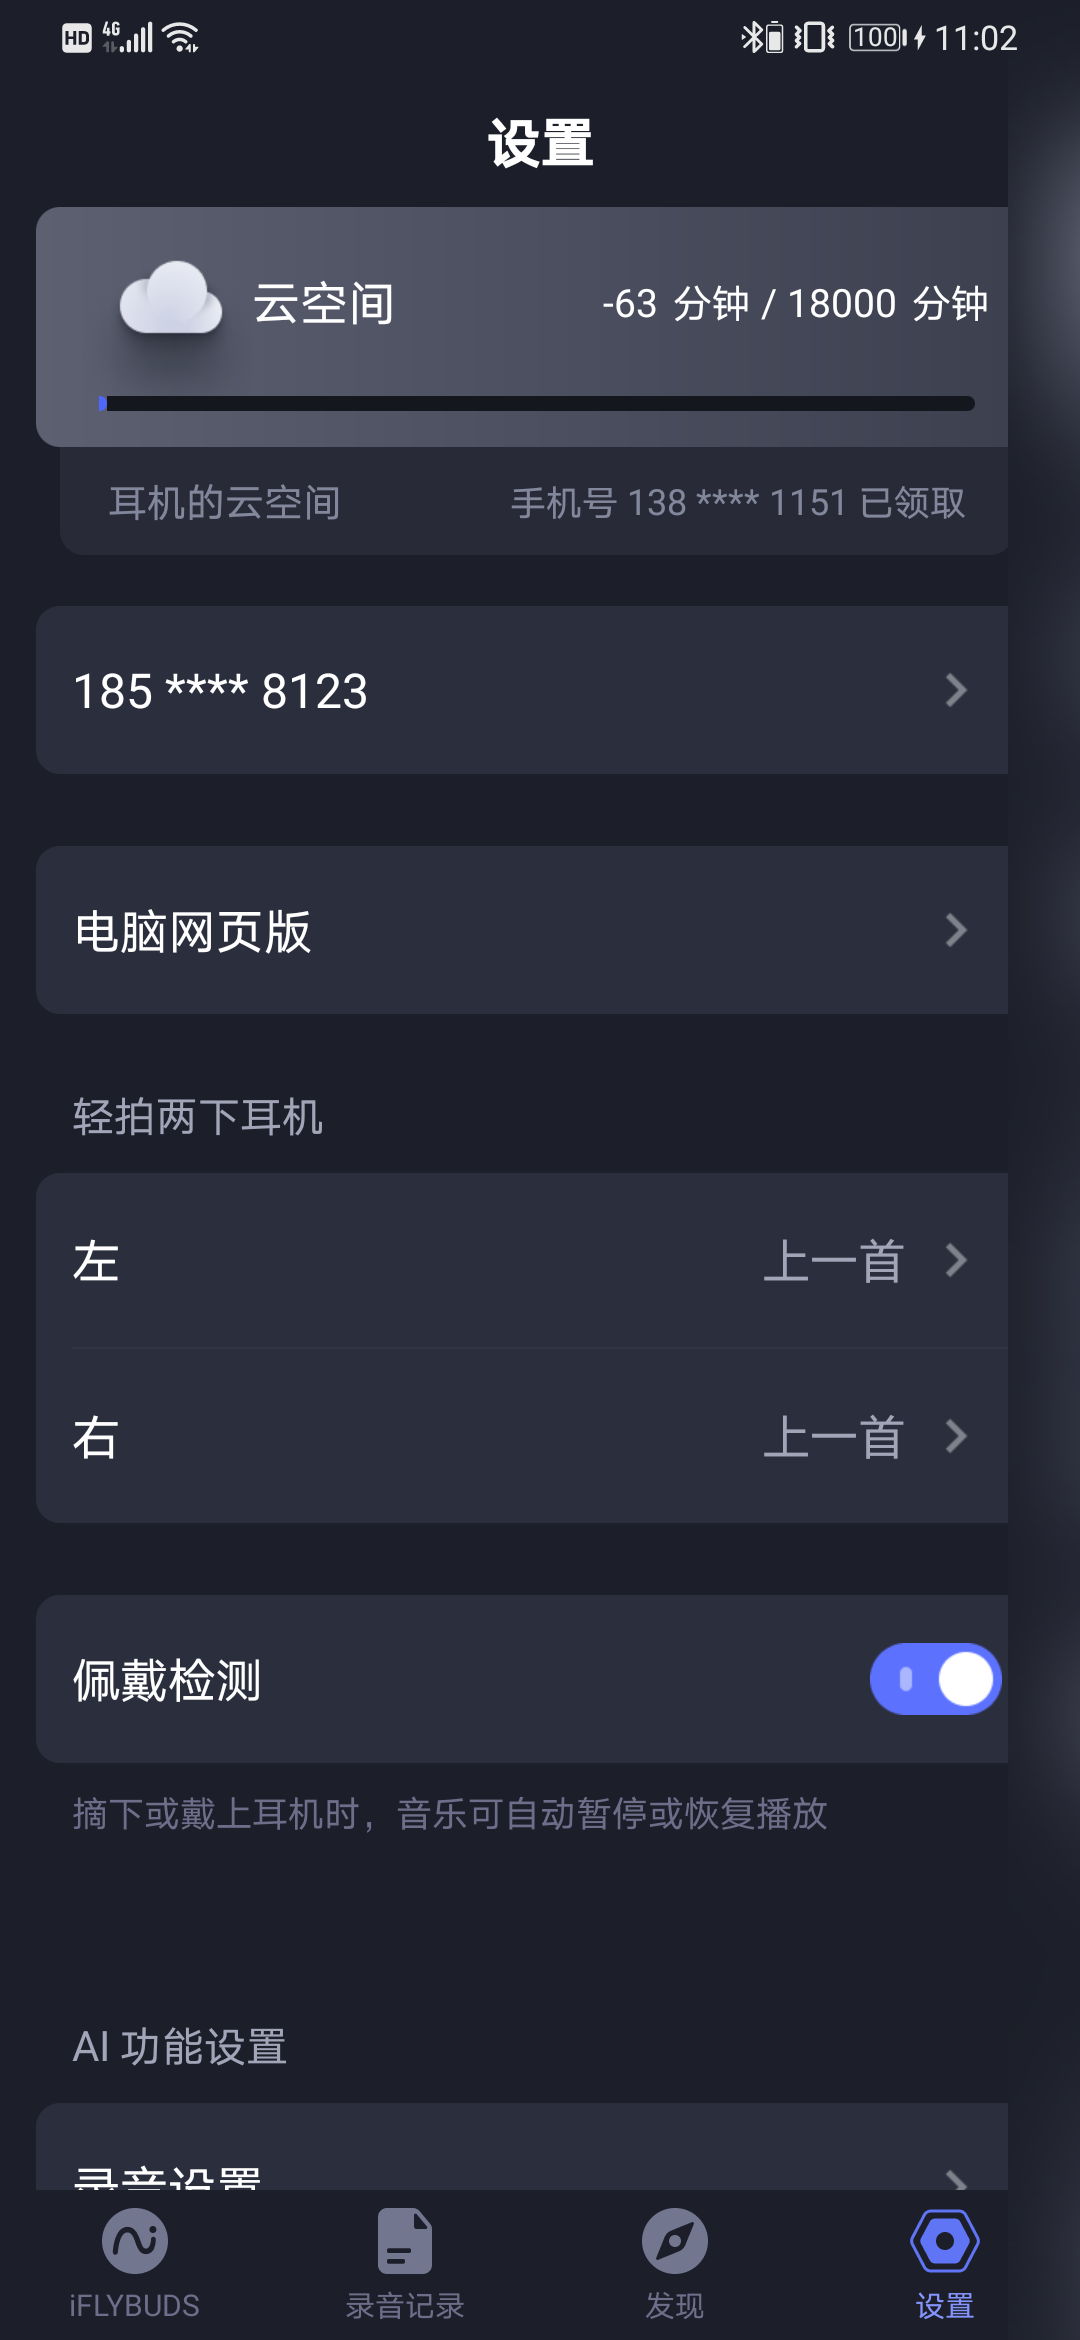 HD 4G 100 11:02
设置
云空间 -63 分钟 / 18000 分钟
耳机的云空间 手机号 138 **** 1151 已领取
185 **** 8123
电脑网页版
轻拍两下耳机
左 上一首
右 上一首
佩戴检测
摘下或戴上耳机时，音乐可自动暂停或恢复播放
AI 功能设置
录音设置
iFLYBUDS 录音记录 发现 设置